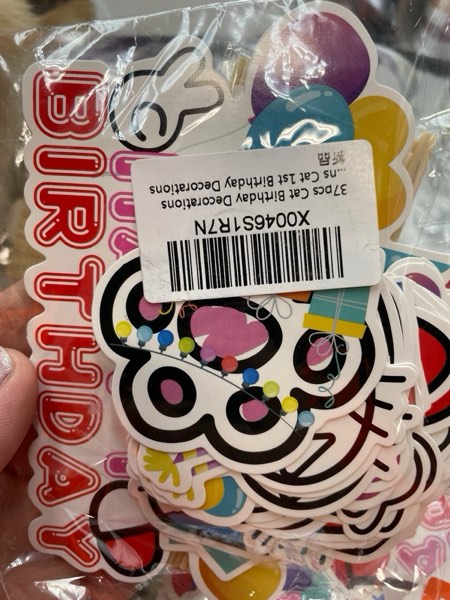 BIRTHDAY
X0046S1R7N
37pcs Cat Birthday Decorations
...ns Cat 1st Birthday Decorations
新品